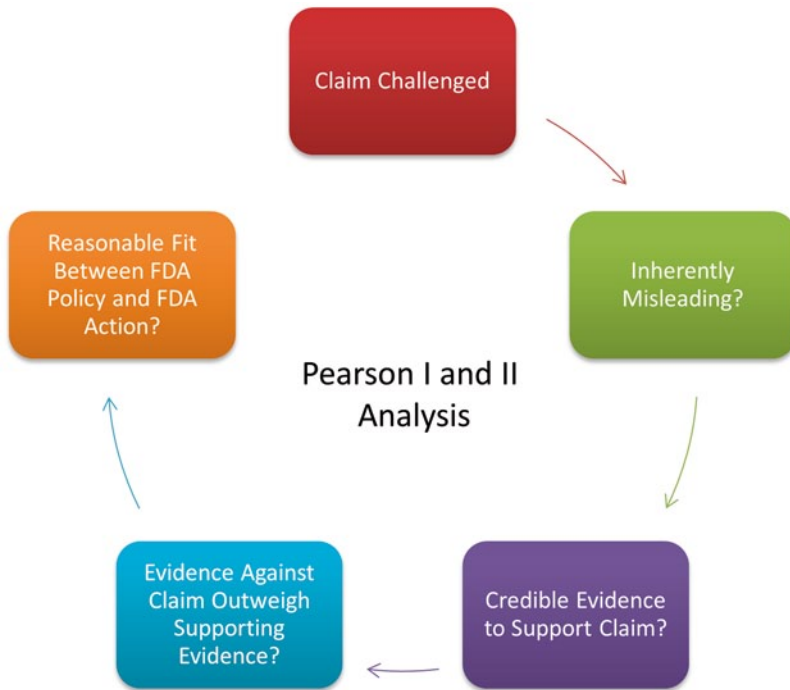 Claim Challenged
Inherently
Misleading?
Credible Evidence
to Support Claim?
Evidence Against
Claim Outweigh
Supporting
Evidence?
Reasonable Fit
Between FDA
Policy and FDA
Action?
Pearson I and II
Analysis